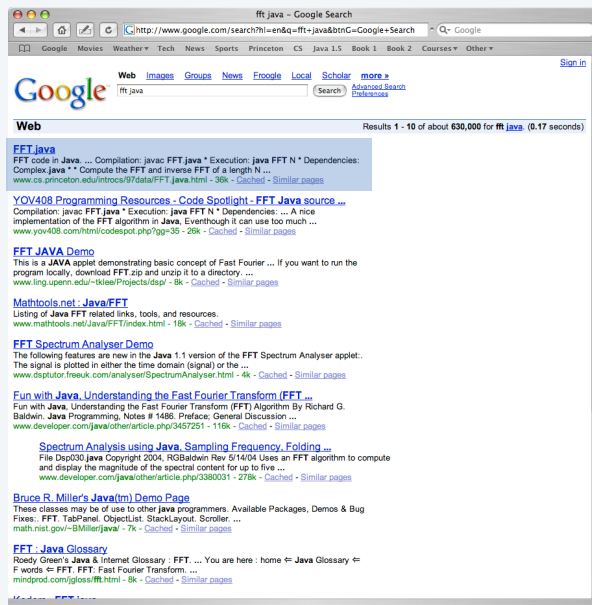 fft java - Google Search
http://www.google.com/search?hl=en&q=fft+java&btnG=Google+Search
Google
Google Movies Weather Tech News Sports Princeton CS Java 1.5 Book 1 Book 2 Courses Other
Sign in
Google
Web Images Groups News Froogle Local Scholar more »
fft java
Search
Advanced Search
Preferences
Web
Results 1 - 10 of about 630,000 for fft java. (0.17 seconds)
FFT.java
FFT code in Java. ... Compilation: javac FFT.java * Execution: java FFT N * Dependencies:
Complex.java * * Compute the FFT and inverse FFT of a length N ...
www.cs.princeton.edu/introcs/97data/FFT.java.html - 36k - Cached - Similar pages
YOV408 Programming Resources - Code Spotlight - FFT Java source ...
Compilation: javac FFT.java * Execution: java FFT N * Dependencies: ... A nice
implementation of the FFT algorithm in Java, Eventhough it can use too much ...
www.yov408.com/html/codespot.php?gg=35 - 26k - Cached - Similar pages
FFT JAVA Demo
This is a JAVA applet demonstrating basic concept of Fast Fourier ... If you want to run the
program locally, download FFT.zip and unzip it to a directory. ...
www.ling.upenn.edu/~tklee/Projects/dsp/ - 8k - Cached - Similar pages
Mathtools.net : Java/FFT
Listing of Java FFT related links, tools, and resources.
www.mathtools.net/Java/FFT/index.html - 18k - Cached - Similar pages
FFT Spectrum Analyser Demo
The following features are new in the Java 1.1 version of the FFT Spectrum Analyser applet:.
The signal is plotted in either the time domain (signal) or the ...
www.dsptutor.freeuk.com/analyser/SpectrumAnalyser.html - 4k - Cached - Similar pages
Fun with Java, Understanding the Fast Fourier Transform (FFT ...
Fun with Java, Understanding the Fast Fourier Transform (FFT) Algorithm By Richard G.
Baldwin. Java Programming, Notes # 1486. Preface; General Discussion ...
www.developer.com/java/other/article.php/3457251 - 116k - Cached - Similar pages
Spectrum Analysis using Java, Sampling Frequency, Folding ...
File Dsp030.java Copyright 2004, RGBaldwin Rev 5/14/04 Uses an FFT algorithm to compute
and display the magnitude of the spectral content for up to five ...
www.developer.com/java/other/article.php/3380031 - 278k - Cached - Similar pages
Bruce R. Miller's Java(tm) Demo Page
These classes may be of use to other java programmers. Available Packages, Demos & Bug
Fixes:. FFT. TabPanel. ObjectList. StackLayout. Scroller. ...
math.nist.gov/~BMiller/java/ - 7k - Cached - Similar pages
FFT : Java Glossary
Roedy Green's Java & Internet Glossary : FFT. ... You are here : home ⇐ Java Glossary ⇐
F words ⇐ FFT. FFT: Fast Fourier Transform. ...
mindprod.com/jgloss/fft.html - 8k - Cached - Similar pages